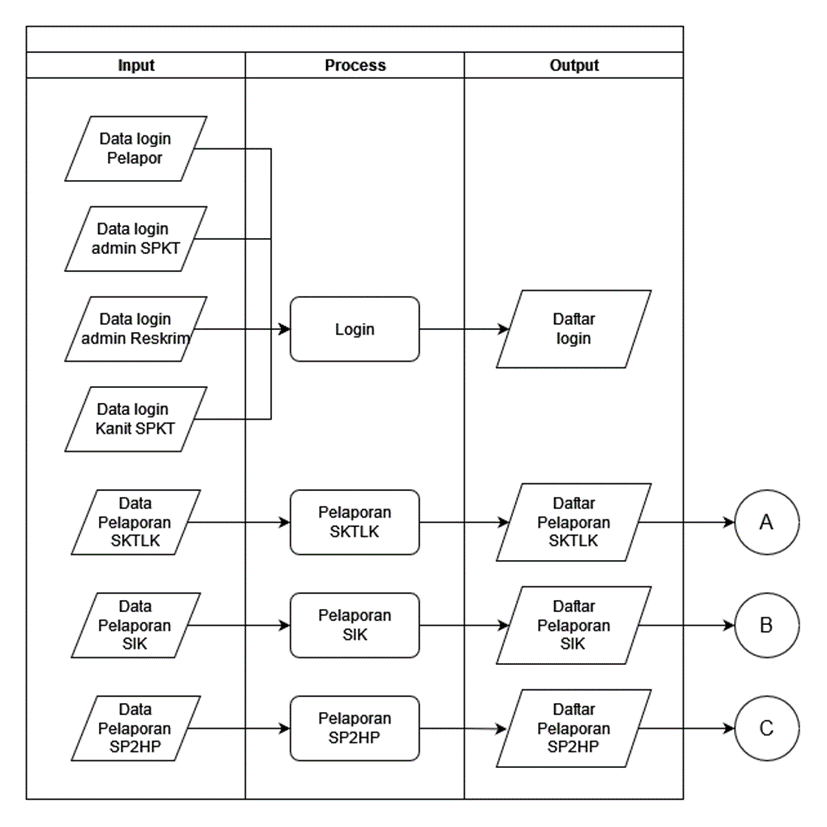 Input
Process
Output
Data login
Pelapor
Data login
admin SPKT
Data login
admin Reskrim
Login
Daftar
login
Data login
Kanit SPKT
Data
Pelaporan
SKTLK
Pelaporan
SKTLK
Daftar
Pelaporan
SKTLK
A
Data
Pelaporan
SIK
Pelaporan
SIK
Daftar
Pelaporan
SIK
B
Data
Pelaporan
SP2HP
Pelaporan
SP2HP
Daftar
Pelaporan
SP2HP
C